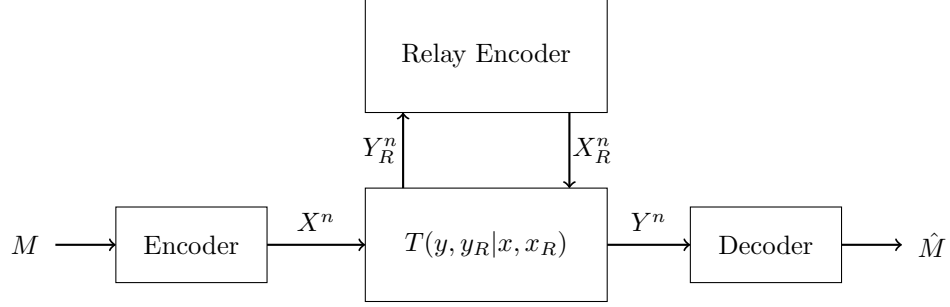 Relay Encoder
Y_R^n
X_R^n
M
Encoder
X^n
T(y, y_R|x, x_R)
Y^n
Decoder
M̂